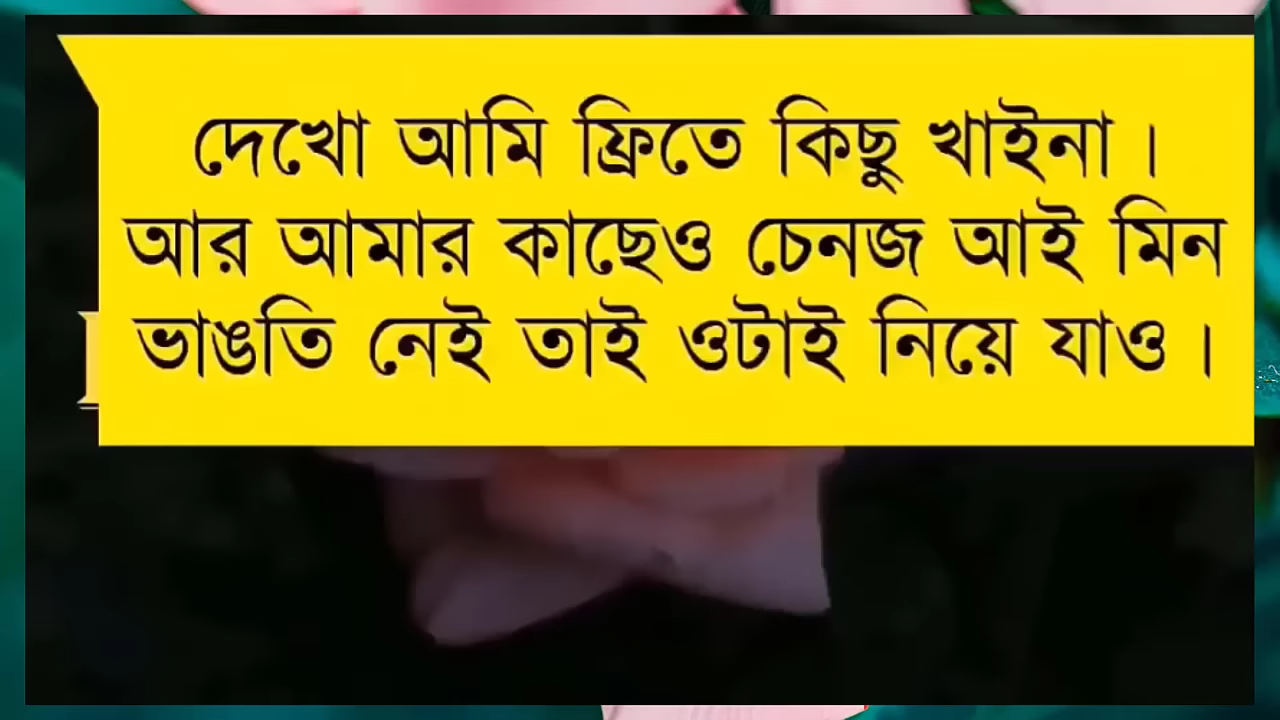 দেখো আমি ফ্রিতে কিছু খাইনা ।
আর আমার কাছেও চেনজ আই মিন
ভাঙতি নেই তাই ওটাই নিয়ে যাও ।